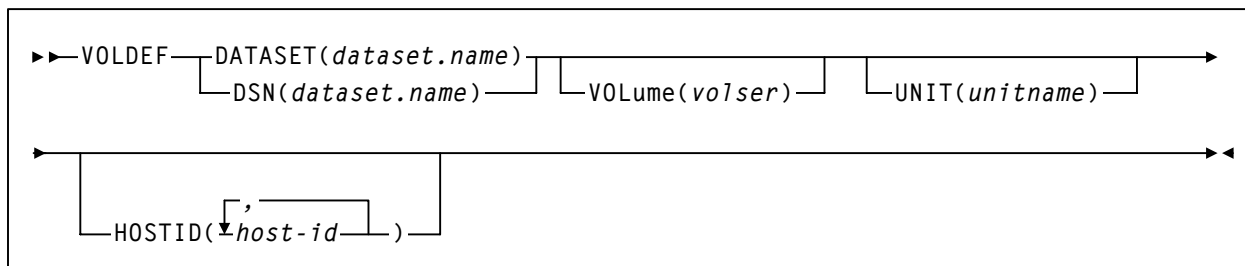 VOLDEF DATASET(dataset.name)
DSN(dataset.name) VOLume(volser) UNIT(unitname)
HOSTID( host-id )
,